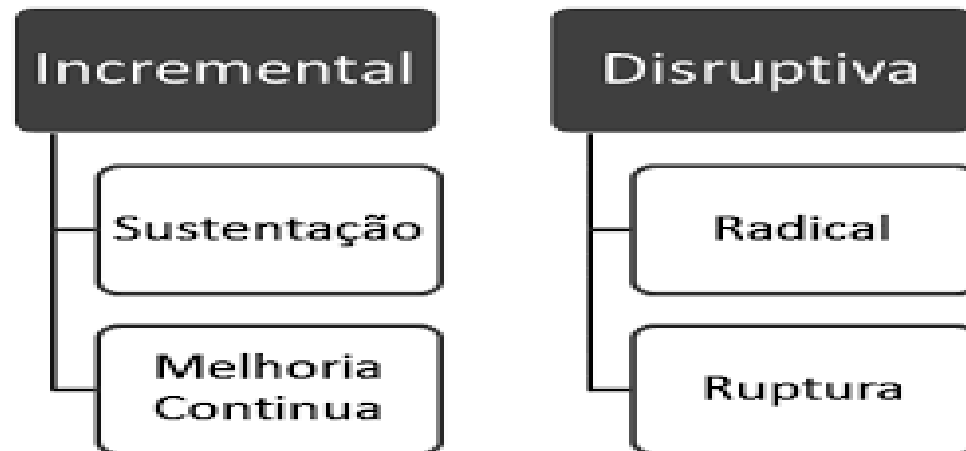 Incremental
Sustentação
Melhoria
Continua
Disruptiva
Radical
Ruptura